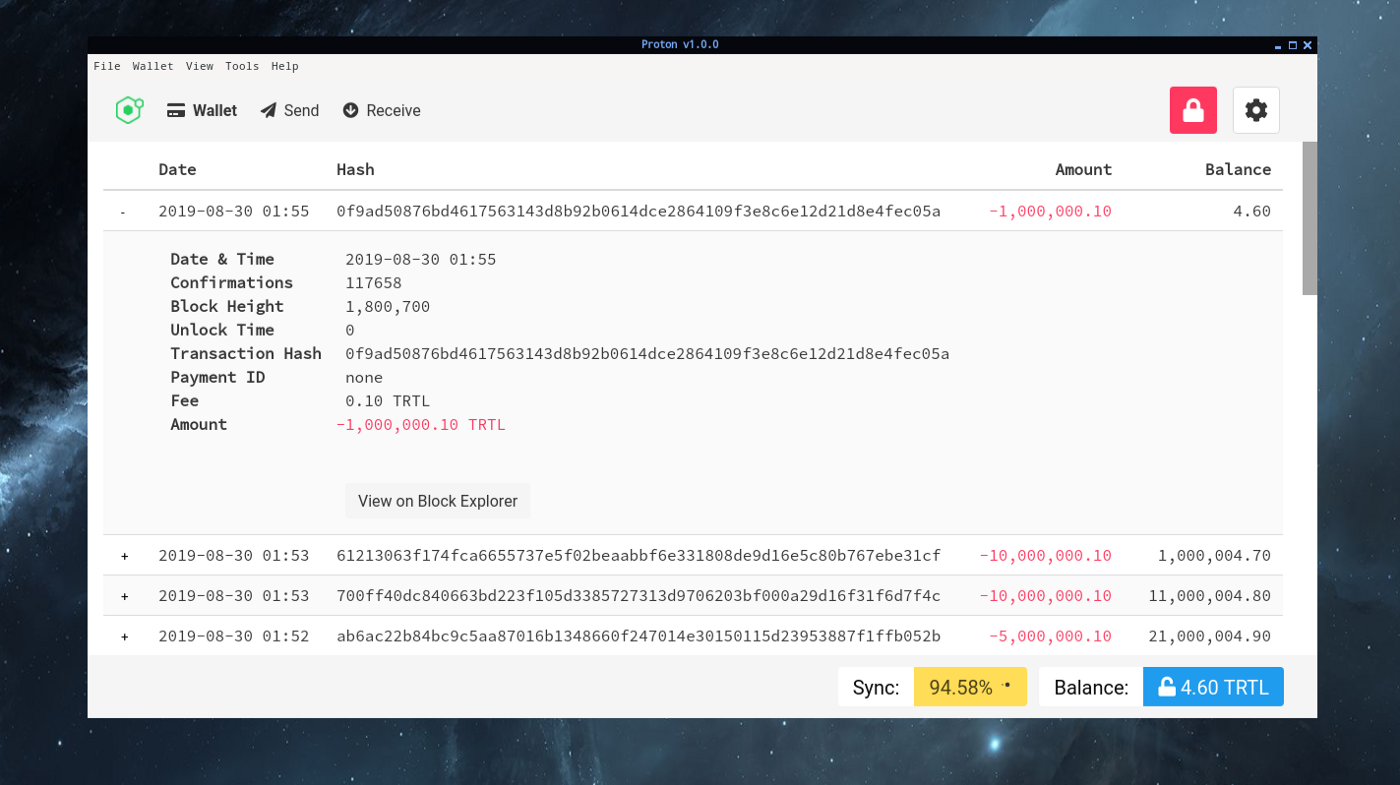 Proton v1.0.0
File Wallet View Tools Help
Wallet Send Receive
Date Hash Amount Balance
- 2019-08-30 01:55 0f9ad50876bd4617563143d8b92b0614dce2864109f3e8c6e12d21d8e4fec05a -1,000,000.10 4.60
Date & Time 2019-08-30 01:55
Confirmations 117658
Block Height 1,800,700
Unlock Time 0
Transaction Hash 0f9ad50876bd4617563143d8b92b0614dce2864109f3e8c6e12d21d8e4fec05a
Payment ID none
Fee 0.10 TRTL
Amount -1,000,000.10 TRTL
View on Block Explorer
+ 2019-08-30 01:53 61213063f174fca6655737e5f02beaabbf6e331808de9d16e5c80b767ebe31cf -10,000,000.10 1,000,004.70
+ 2019-08-30 01:53 700ff40dc840663bd223f105d3385727313d9706203bf000a29d16f31f6d7f4c -10,000,000.10 11,000,004.80
+ 2019-08-30 01:52 ab6ac22b84bc9c5aa87016b1348660f247014e30150115d23953887f1ffb052b -5,000,000.10 21,000,004.90
Sync: 94.58% Balance: 4.60 TRTL